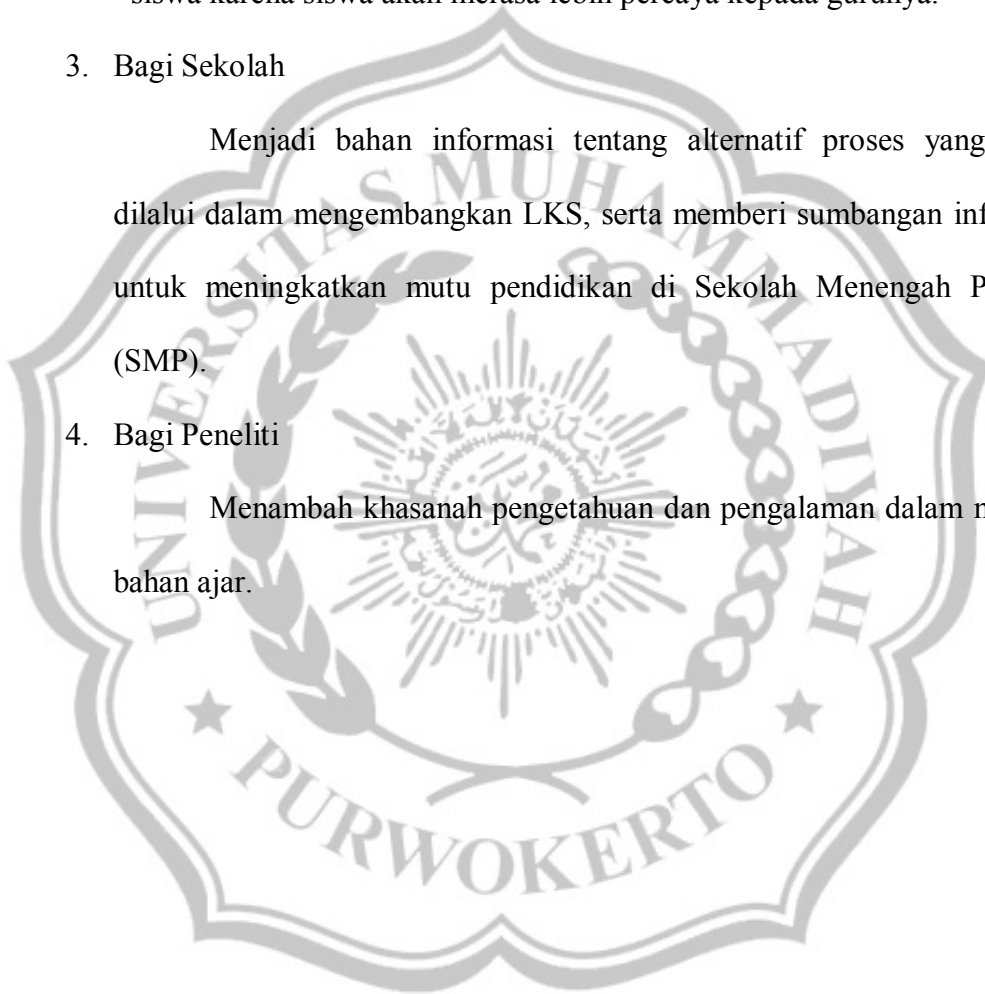 siswa karena siswa akan merasa lebih percaya kepada gurunya.
3. Bagi Sekolah
Menjadi bahan informasi tentang alternatif proses yang
dilalui dalam mengembangkan LKS, serta memberi sumbangan inf
untuk meningkatkan mutu pendidikan di Sekolah Menengah P
(SMP).
4. Bagi Peneliti
Menambah khasanah pengetahuan dan pengalaman dalam
bahan ajar.
UNIVERSITAS MUHAMMADIYAH
PURWOKERTO